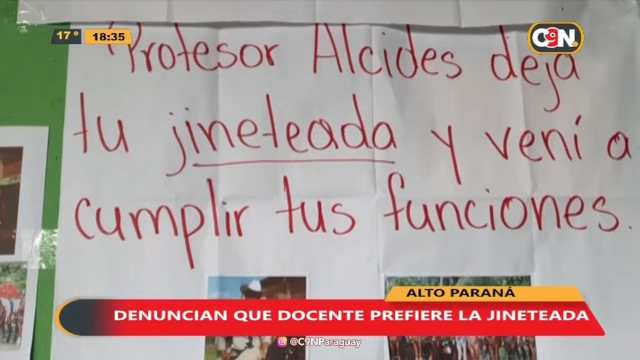 17° 18:35
C9N
Profesor Alcides dejá
tu jineteada y vení a
cumplir tus funciones.
ALTO PARANÁ
DENUNCIAN QUE DOCENTE PREFIERE LA JINETEADA
@C9NParaguay